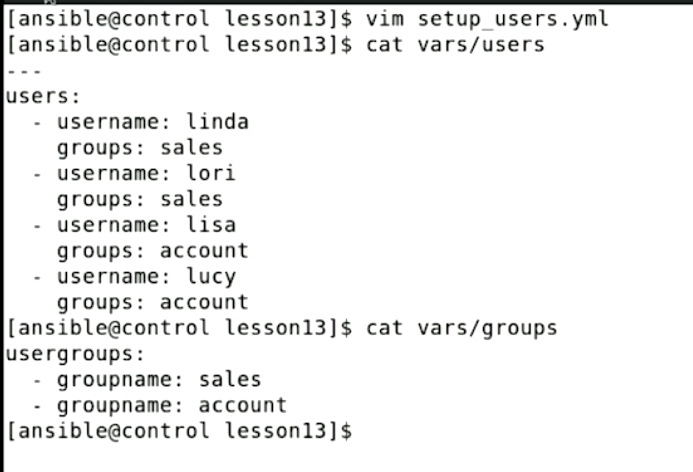 [ansible@control lesson13]$ vim setup_users.yml
[ansible@control lesson13]$ cat vars/users
---
users:
  - username: linda
    groups: sales
  - username: lori
    groups: sales
  - username: lisa
    groups: account
  - username: lucy
    groups: account
[ansible@control lesson13]$ cat vars/groups
usergroups:
  - groupname: sales
  - groupname: account
[ansible@control lesson13]$